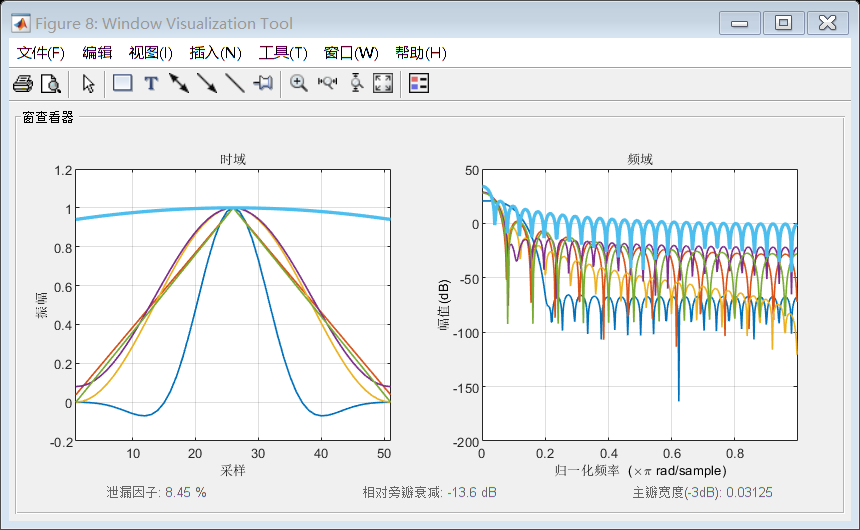 Figure 8: Window Visualization Tool
文件(F) 编辑 视图(I) 插入(N) 工具(T) 窗口(W) 帮助(H)
窗查看器
时域
1.2
1
0.8
0.6
0.4
0.2
0
-0.2
振幅
10 20 30 40 50
采样
频域
50
0
-50
-100
-150
-200
幅值(dB)
0 0.2 0.4 0.6 0.8
归一化频率 (×π rad/sample)
泄漏因子: 8.45 % 相对旁瓣衰减: -13.6 dB 主瓣宽度(-3dB): 0.03125